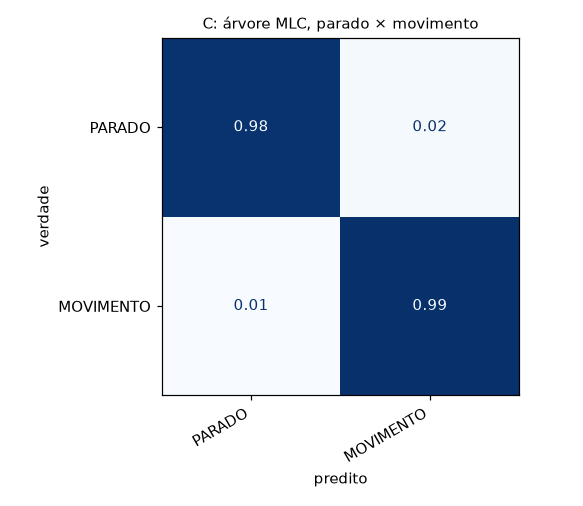 C: árvore MLC, parado × movimento
PARADO
0.98
0.02
verdade
MOVIMENTO
0.01
0.99
PARADO
MOVIMENTO
predito